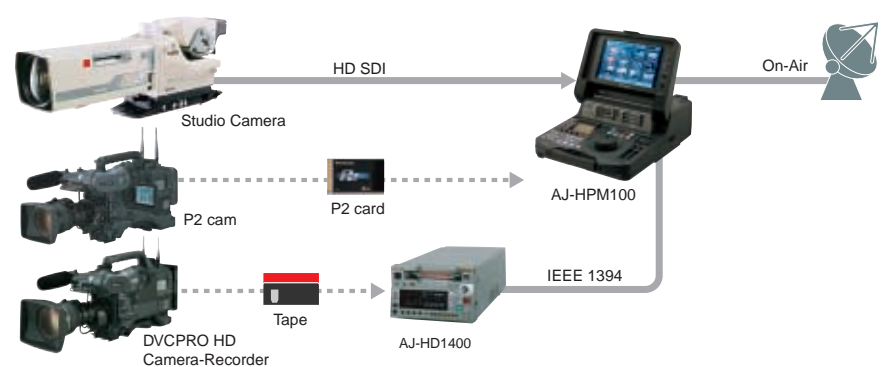 HD SDI
On-Air
Studio Camera
P2 cam
P2 card
AJ-HPM100
IEEE 1394
DVCPRO HD
Camera-Recorder
Tape
AJ-HD1400